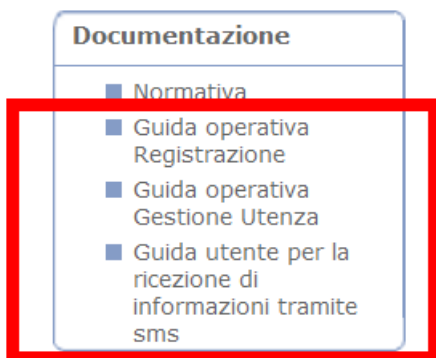 Documentazione
Normativa
Guida operativa
Registrazione
Guida operativa
Gestione Utenza
Guida utente per la
ricezione di
informazioni tramite
sms